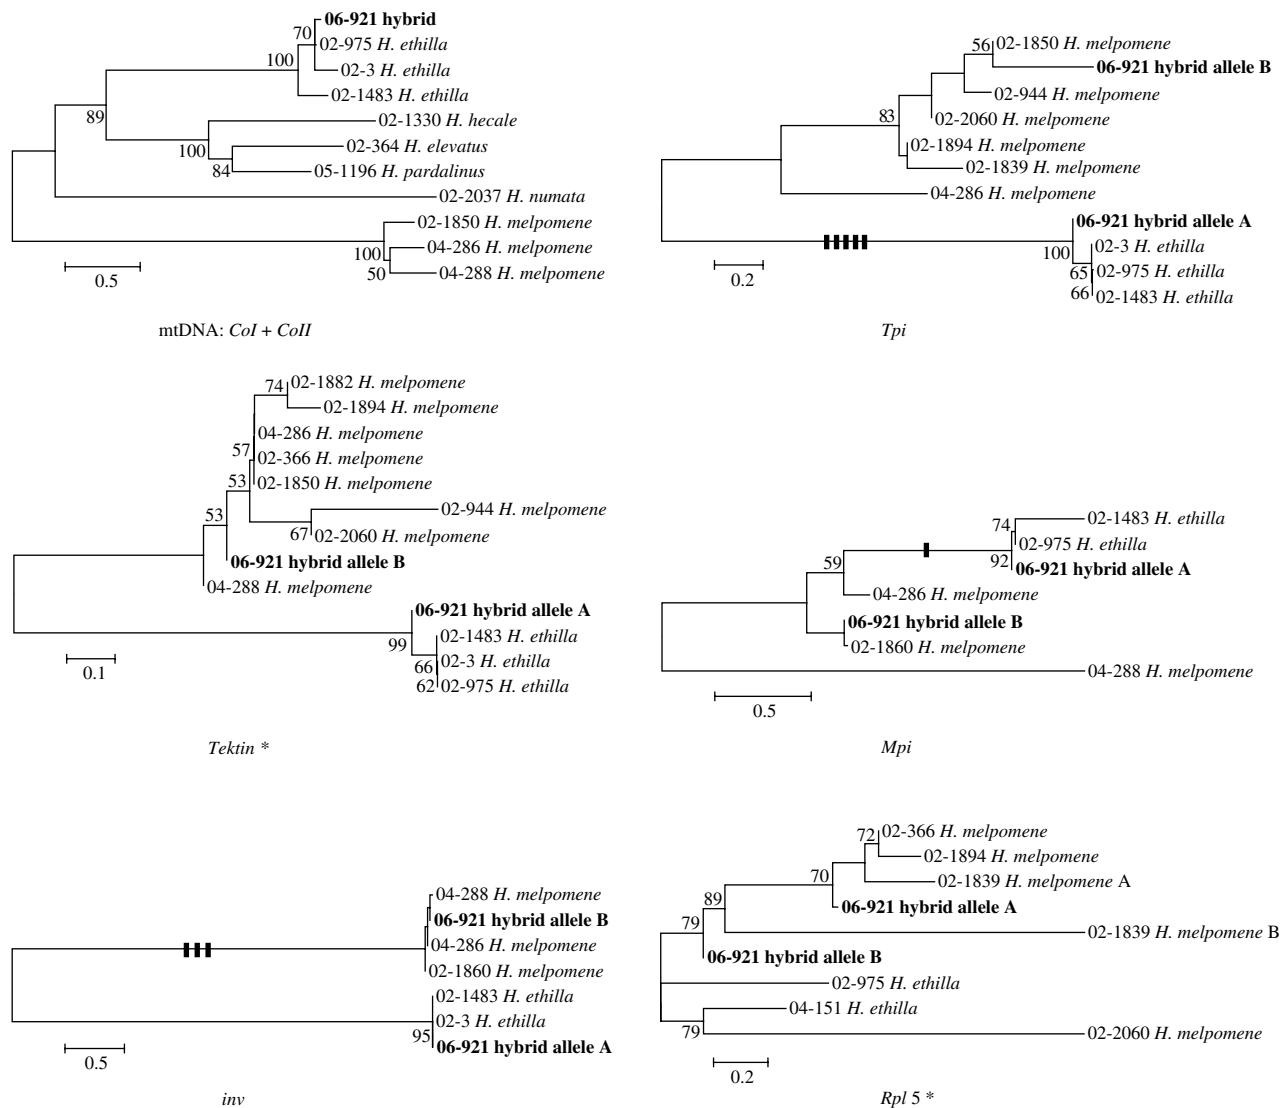 06-921 hybrid
70
02-975 H. ethilla
100
02-3 H. ethilla
02-1483 H. ethilla
89
02-1330 H. hecale
100
02-364 H. elevatus
84
05-1196 H. pardalinus
02-2037 H. numata
02-1850 H. melpomene
100
04-286 H. melpomene
50
04-288 H. melpomene
0.5
mtDNA: CoI + CoII
56
02-1850 H. melpomene
06-921 hybrid allele B
02-944 H. melpomene
83
02-2060 H. melpomene
02-1894 H. melpomene
02-1839 H. melpomene
04-286 H. melpomene
06-921 hybrid allele A
100
02-3 H. ethilla
65
02-975 H. ethilla
66
02-1483 H. ethilla
0.2
Tpi
74
02-1882 H. melpomene
02-1894 H. melpomene
04-286 H. melpomene
57
02-366 H. melpomene
53
02-1850 H. melpomene
02-944 H. melpomene
53
67
02-2060 H. melpomene
06-921 hybrid allele B
04-288 H. melpomene
06-921 hybrid allele A
99
02-1483 H. ethilla
66
02-3 H. ethilla
62
02-975 H. ethilla
0.1
Tektin *
02-1483 H. ethilla
74
02-975 H. ethilla
92
06-921 hybrid allele A
59
04-286 H. melpomene
06-921 hybrid allele B
02-1860 H. melpomene
04-288 H. melpomene
0.5
Mpi
04-288 H. melpomene
06-921 hybrid allele B
04-286 H. melpomene
02-1860 H. melpomene
02-1483 H. ethilla
02-3 H. ethilla
95
06-921 hybrid allele A
0.5
inv
72
02-366 H. melpomene
02-1894 H. melpomene
70
02-1839 H. melpomene A
89
06-921 hybrid allele A
79
02-1839 H. melpomene B
06-921 hybrid allele B
02-975 H. ethilla
04-151 H. ethilla
79
02-2060 H. melpomene
0.2
Rpl 5 *